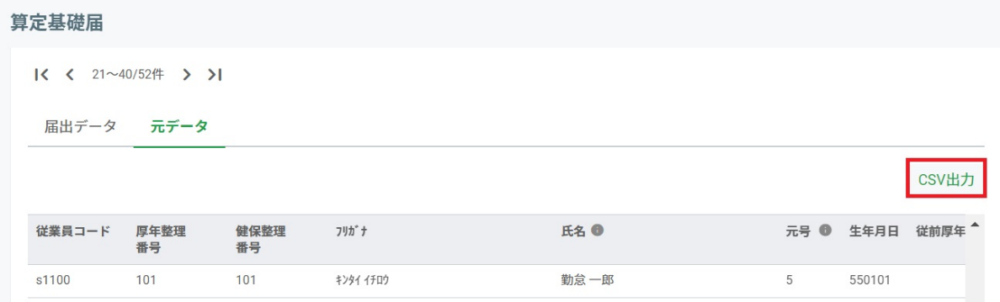 算定基礎届
21～40/52件
届出データ 元データ
CSV出力
従業員コード 厚年整理番号 健保整理番号 ﾌﾘｶﾞﾅ 氏名 元号 生年月日 従前厚年
s1100 101 101 ｷﾝﾀｲ ｲﾁﾛｳ 勤怠 一郎 5 550101